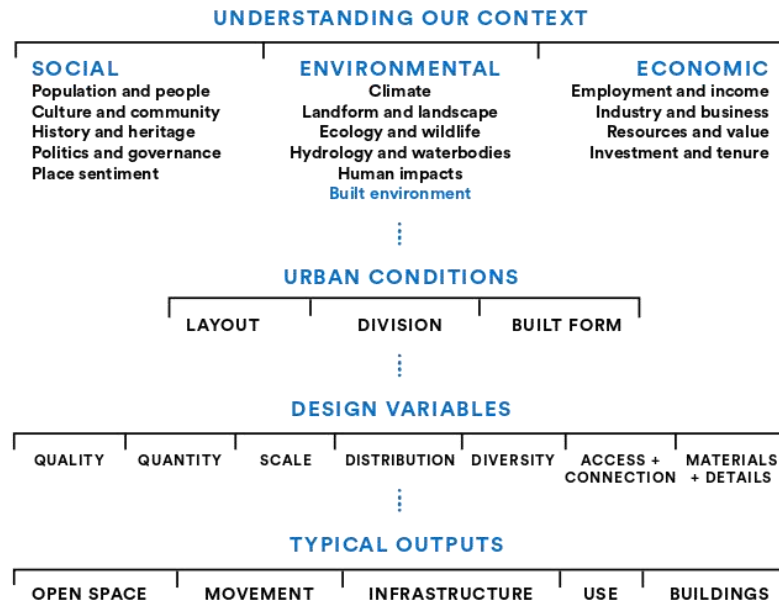 UNDERSTANDING OUR CONTEXT
SOCIAL
Population and people
Culture and community
History and heritage
Politics and governance
Place sentiment
ENVIRONMENTAL
Climate
Landform and landscape
Ecology and wildlife
Hydrology and waterbodies
Human impacts
Built environment
ECONOMIC
Employment and income
Industry and business
Resources and value
Investment and tenure
URBAN CONDITIONS
LAYOUT
DIVISION
BUILT FORM
DESIGN VARIABLES
QUALITY
QUANTITY
SCALE
DISTRIBUTION
DIVERSITY
ACCESS +
CONNECTION
MATERIALS
+ DETAILS
TYPICAL OUTPUTS
OPEN SPACE
MOVEMENT
INFRASTRUCTURE
USE
BUILDINGS